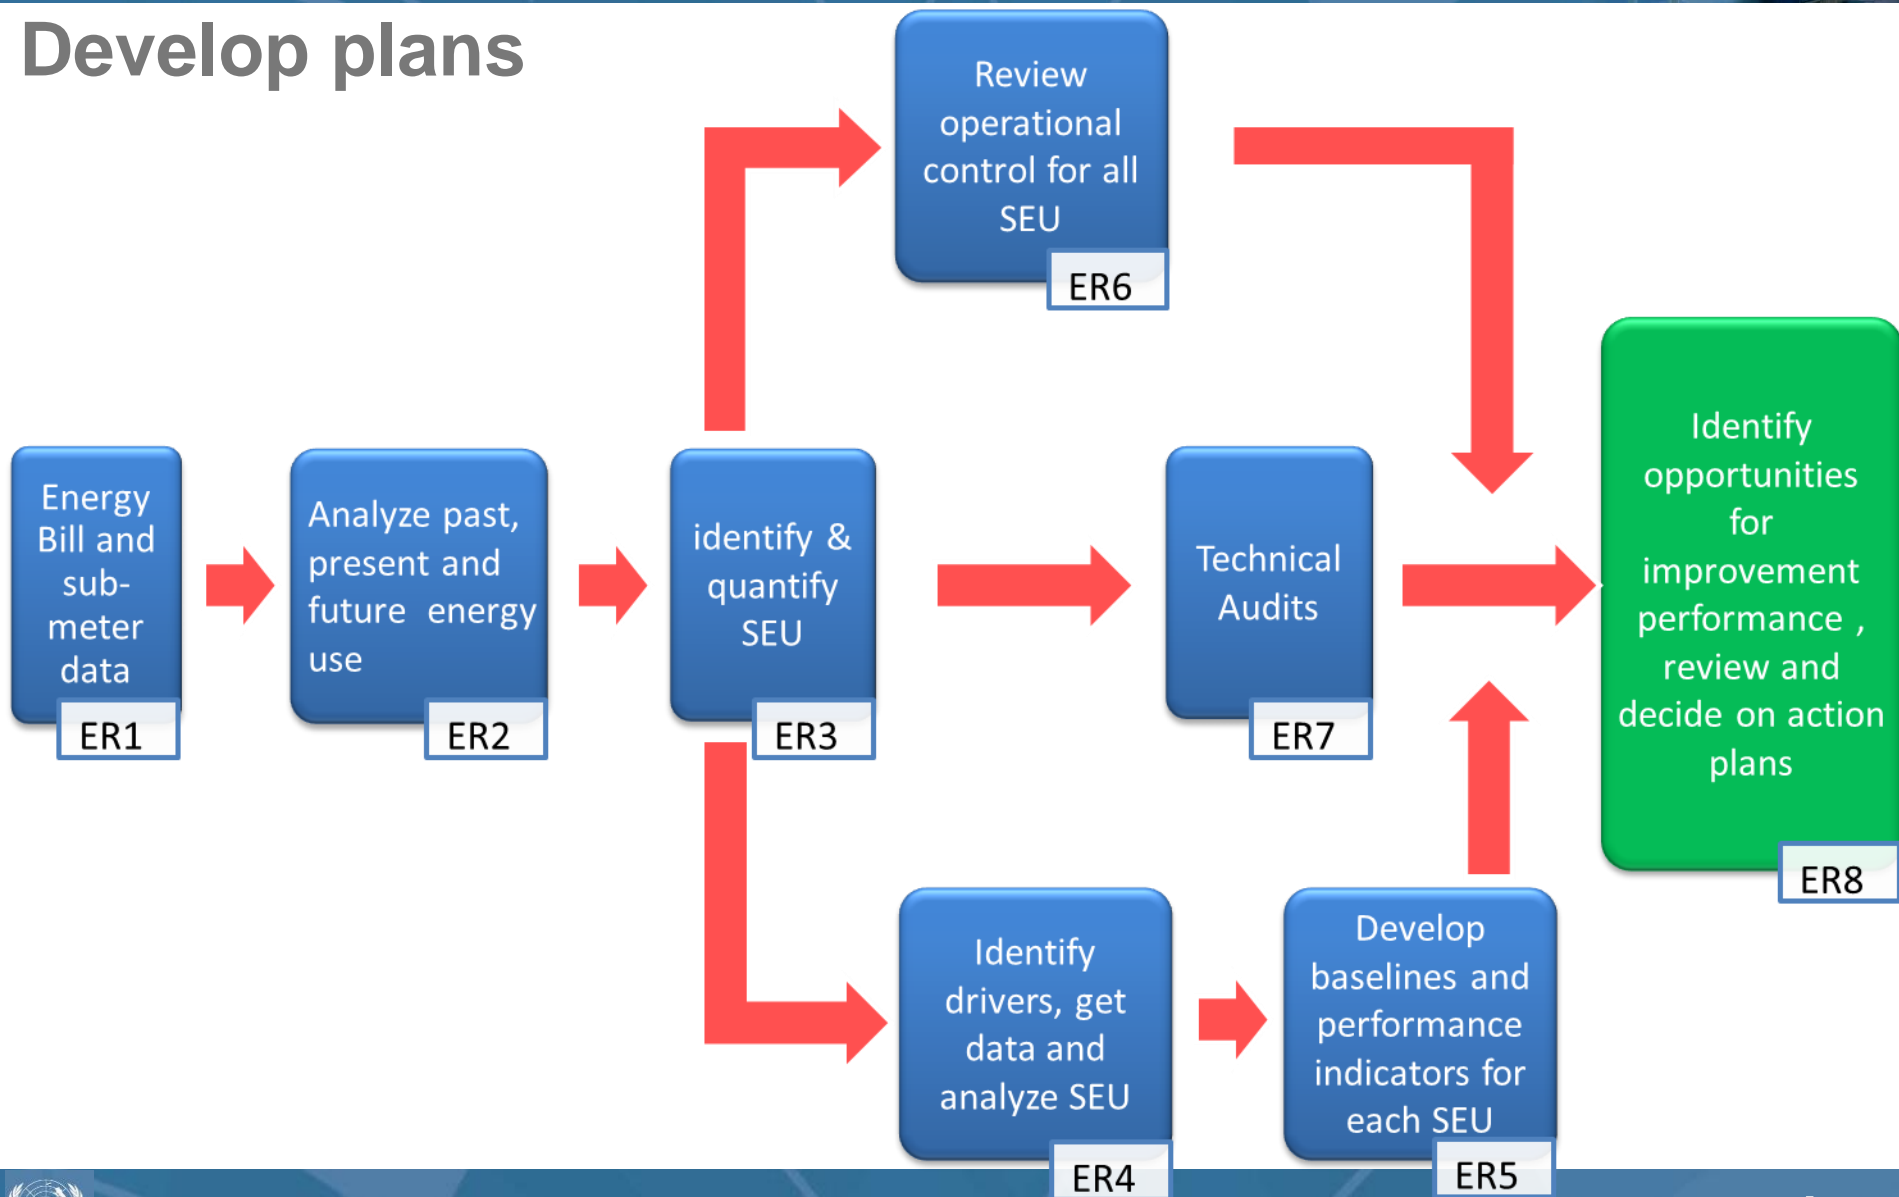 Develop plans
Review
operational
control for all
SEU
ER6
Energy
Bill and
sub-
meter
data
ER1
Analyze past,
present and
future energy
use
ER2
identify &
quantify
SEU
ER3
Technical
Audits
ER7
Identify
opportunities
for
improvement
performance ,
review and
decide on action
plans
ER8
Identify
drivers, get
data and
analyze SEU
ER4
Develop
baselines and
performance
indicators for
each SEU
ER5